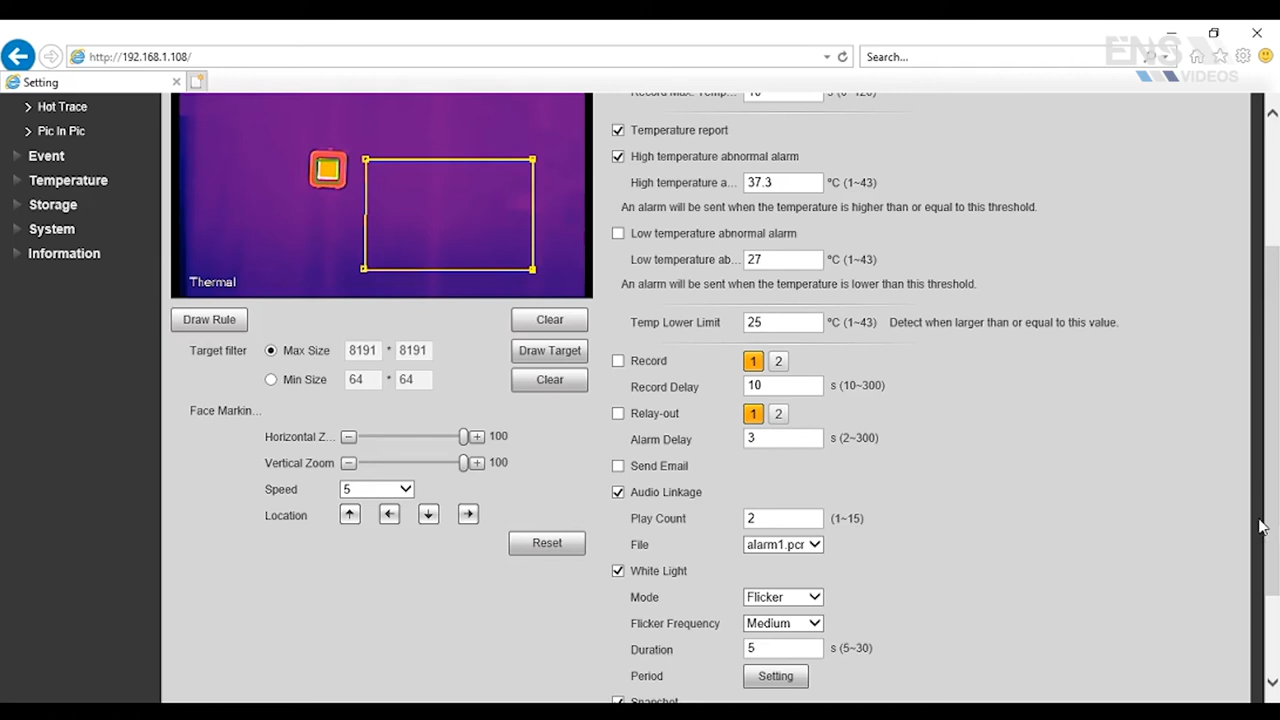 http://192.168.1.108/
Search...
ENS
VIDEOS
Setting
Hot Trace
Pic In Pic
Event
Temperature
Storage
System
Information
Thermal
Draw Rule
Clear
Target filter
Max Size
8191 * 8191
Draw Target
Min Size
64 * 64
Clear
Face Markin...
Horizontal Z...
100
Vertical Zoom
100
Speed
5
Location
Reset
Record Max. Temp...
Temperature report
High temperature abnormal alarm
High temperature a... 37.3 °C (1~43)
An alarm will be sent when the temperature is higher than or equal to this threshold.
Low temperature abnormal alarm
Low temperature ab... 27 °C (1~43)
An alarm will be sent when the temperature is lower than this threshold.
Temp Lower Limit 25 °C (1~43) Detect when larger than or equal to this value.
Record 1 2
Record Delay 10 s (10~300)
Relay-out 1 2
Alarm Delay 3 s (2~300)
Send Email
Audio Linkage
Play Count 2 (1~15)
File alarm1.pcr
White Light
Mode Flicker
Flicker Frequency Medium
Duration 5 s (5~30)
Period Setting
Snapshot